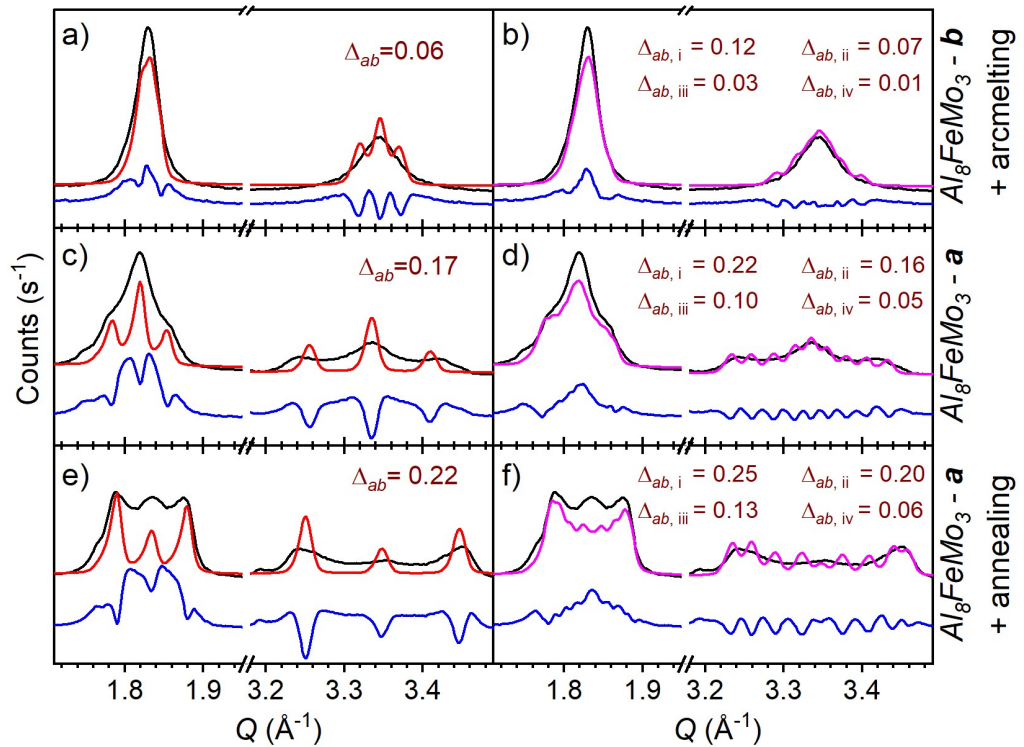 a)
Δab=0.06
b)
Δab, i = 0.12 Δab, ii = 0.07
Δab, iii = 0.03 Δab, iv = 0.01
Al8FeMo3 - b
+ arcmelting
c)
Δab=0.17
d)
Δab, i = 0.22 Δab, ii = 0.16
Δab, iii = 0.10 Δab, iv = 0.05
Al8FeMo3 - a
Counts (s-1)
e)
Δab= 0.22
f)
Δab, i = 0.25 Δab, ii = 0.20
Δab, iii = 0.13 Δab, iv = 0.06
Al8FeMo3 - a
+ annealing
1.8 1.9 3.2 3.3 3.4 1.8 1.9 3.2 3.3 3.4
Q (Å-1) Q (Å-1)